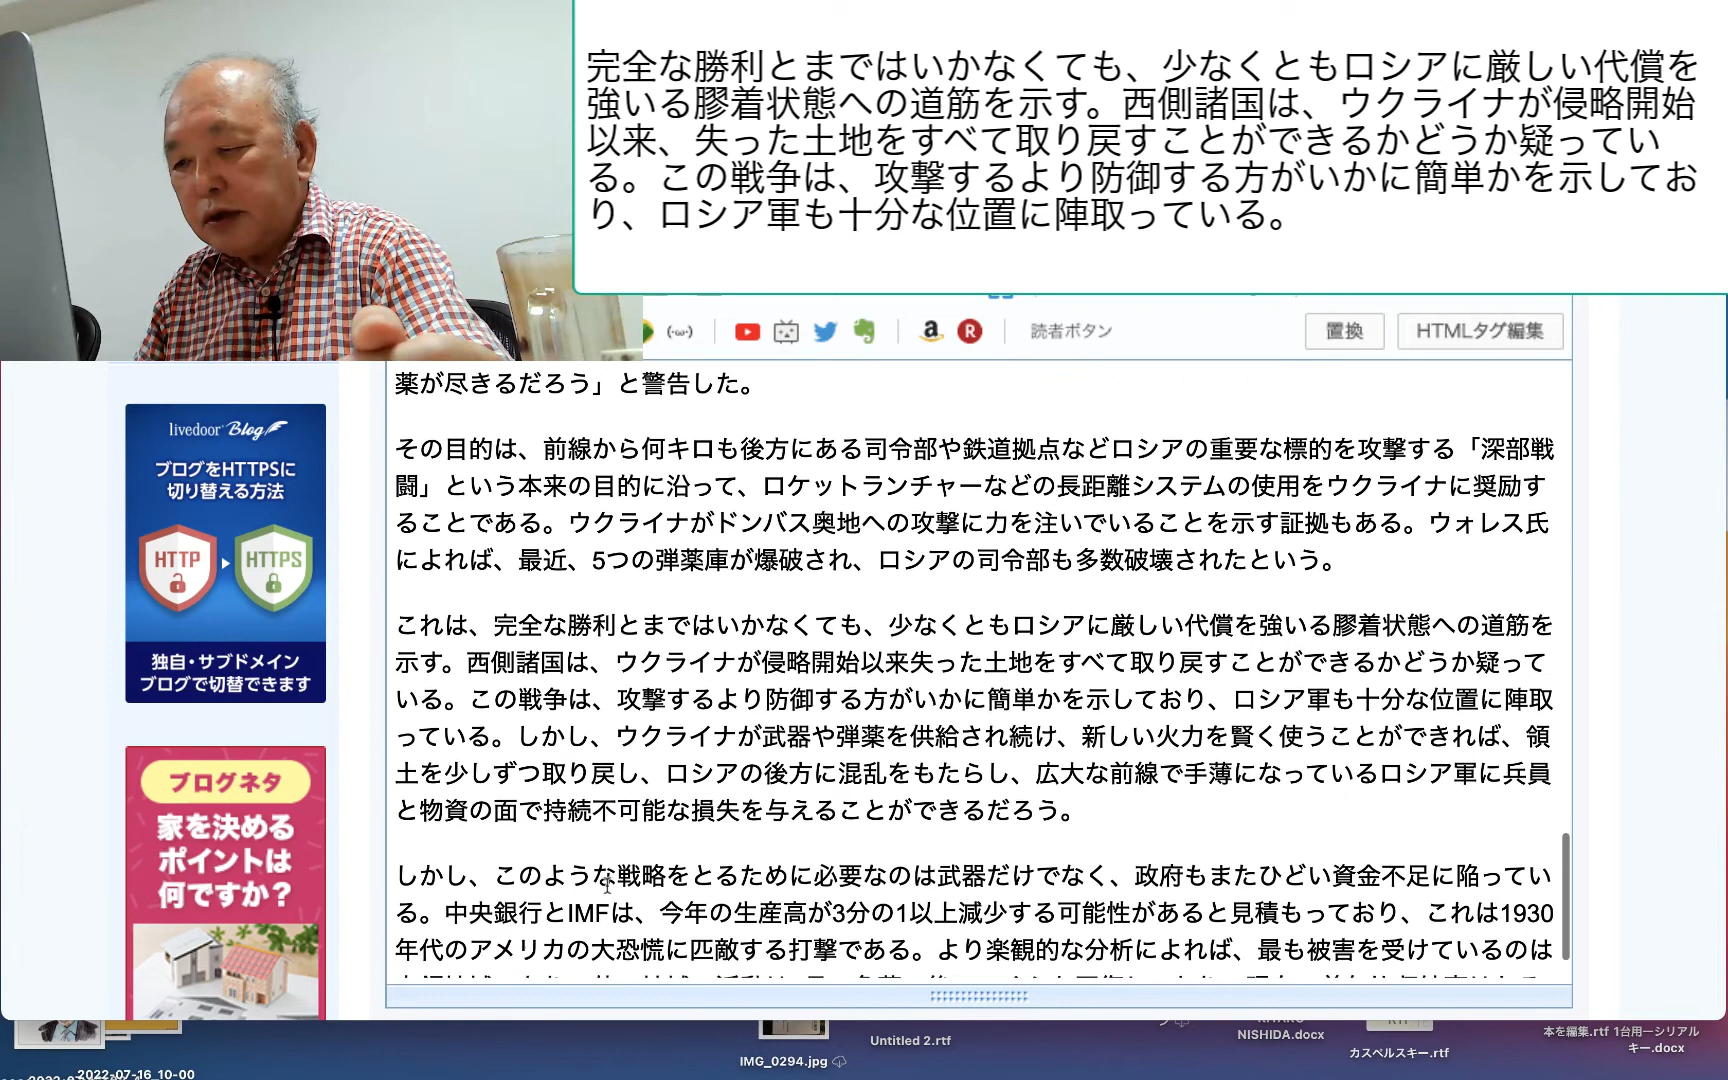 完全な勝利とまではいかなくても、少なくともロシアに厳しい代償を
強いる膠着状態への道筋を示す。西側諸国は、ウクライナが侵略開始
以来、失った土地をすべて取り戻すことができるかどうか疑ってい
る。この戦争は、攻撃するより防御する方がいかに簡単かを示してお
り、ロシア軍も十分な位置に陣取っている。
読者ボタン
置換
HTMLタグ編集
薬が尽きるだろう」と警告した。
その目的は、前線から何キロも後方にある司令部や鉄道拠点などロシアの重要な標的を攻撃する「深部戦
闘」という本来の目的に沿って、ロケットランチャーなどの長距離システムの使用をウクライナに奨励す
ることである。ウクライナがドンバス奥地への攻撃に力を注いでいることを示す証拠もある。ウォレス氏
によれば、最近、5つの弾薬庫が爆破され、ロシアの司令部も多数破壊されたという。
これは、完全な勝利とまではいかなくても、少なくともロシアに厳しい代償を強いる膠着状態への道筋を
示す。西側諸国は、ウクライナが侵略開始以来失った土地をすべて取り戻すことができるかどうか疑って
いる。この戦争は、攻撃するより防御する方がいかに簡単かを示しており、ロシア軍も十分な位置に陣取
っている。しかし、ウクライナが武器や弾薬を供給され続け、新しい火力を賢く使うことができれば、領
土を少しずつ取り戻し、ロシアの後方に混乱をもたらし、広大な前線で手薄になっているロシア軍に兵員
と物資の面で持続不可能な損失を与えることができるだろう。
しかし、このような戦略をとるために必要なのは武器だけでなく、政府もまたひどい資金不足に陥ってい
る。中央銀行とIMFは、今年の生産高が3分の1以上減少する可能性があると見積もっており、これは1930
年代のアメリカの大恐慌に匹敵する打撃である。より楽観的な分析によれば、最も被害を受けているのは
livedoor Blog
ブログをHTTPSに
切り替える方法
HTTP
HTTPS
独自・サブドメイン
ブログで切替できます
ブログネタ
家を決める
ポイントは
何ですか？
2022-07-16_10-00
IMG_0294.jpg
Untitled 2.rtf
NISHIDA.docx
カスペルスキー.rtf
本を編集.rtf
1台用ーシリアル
キー.docx